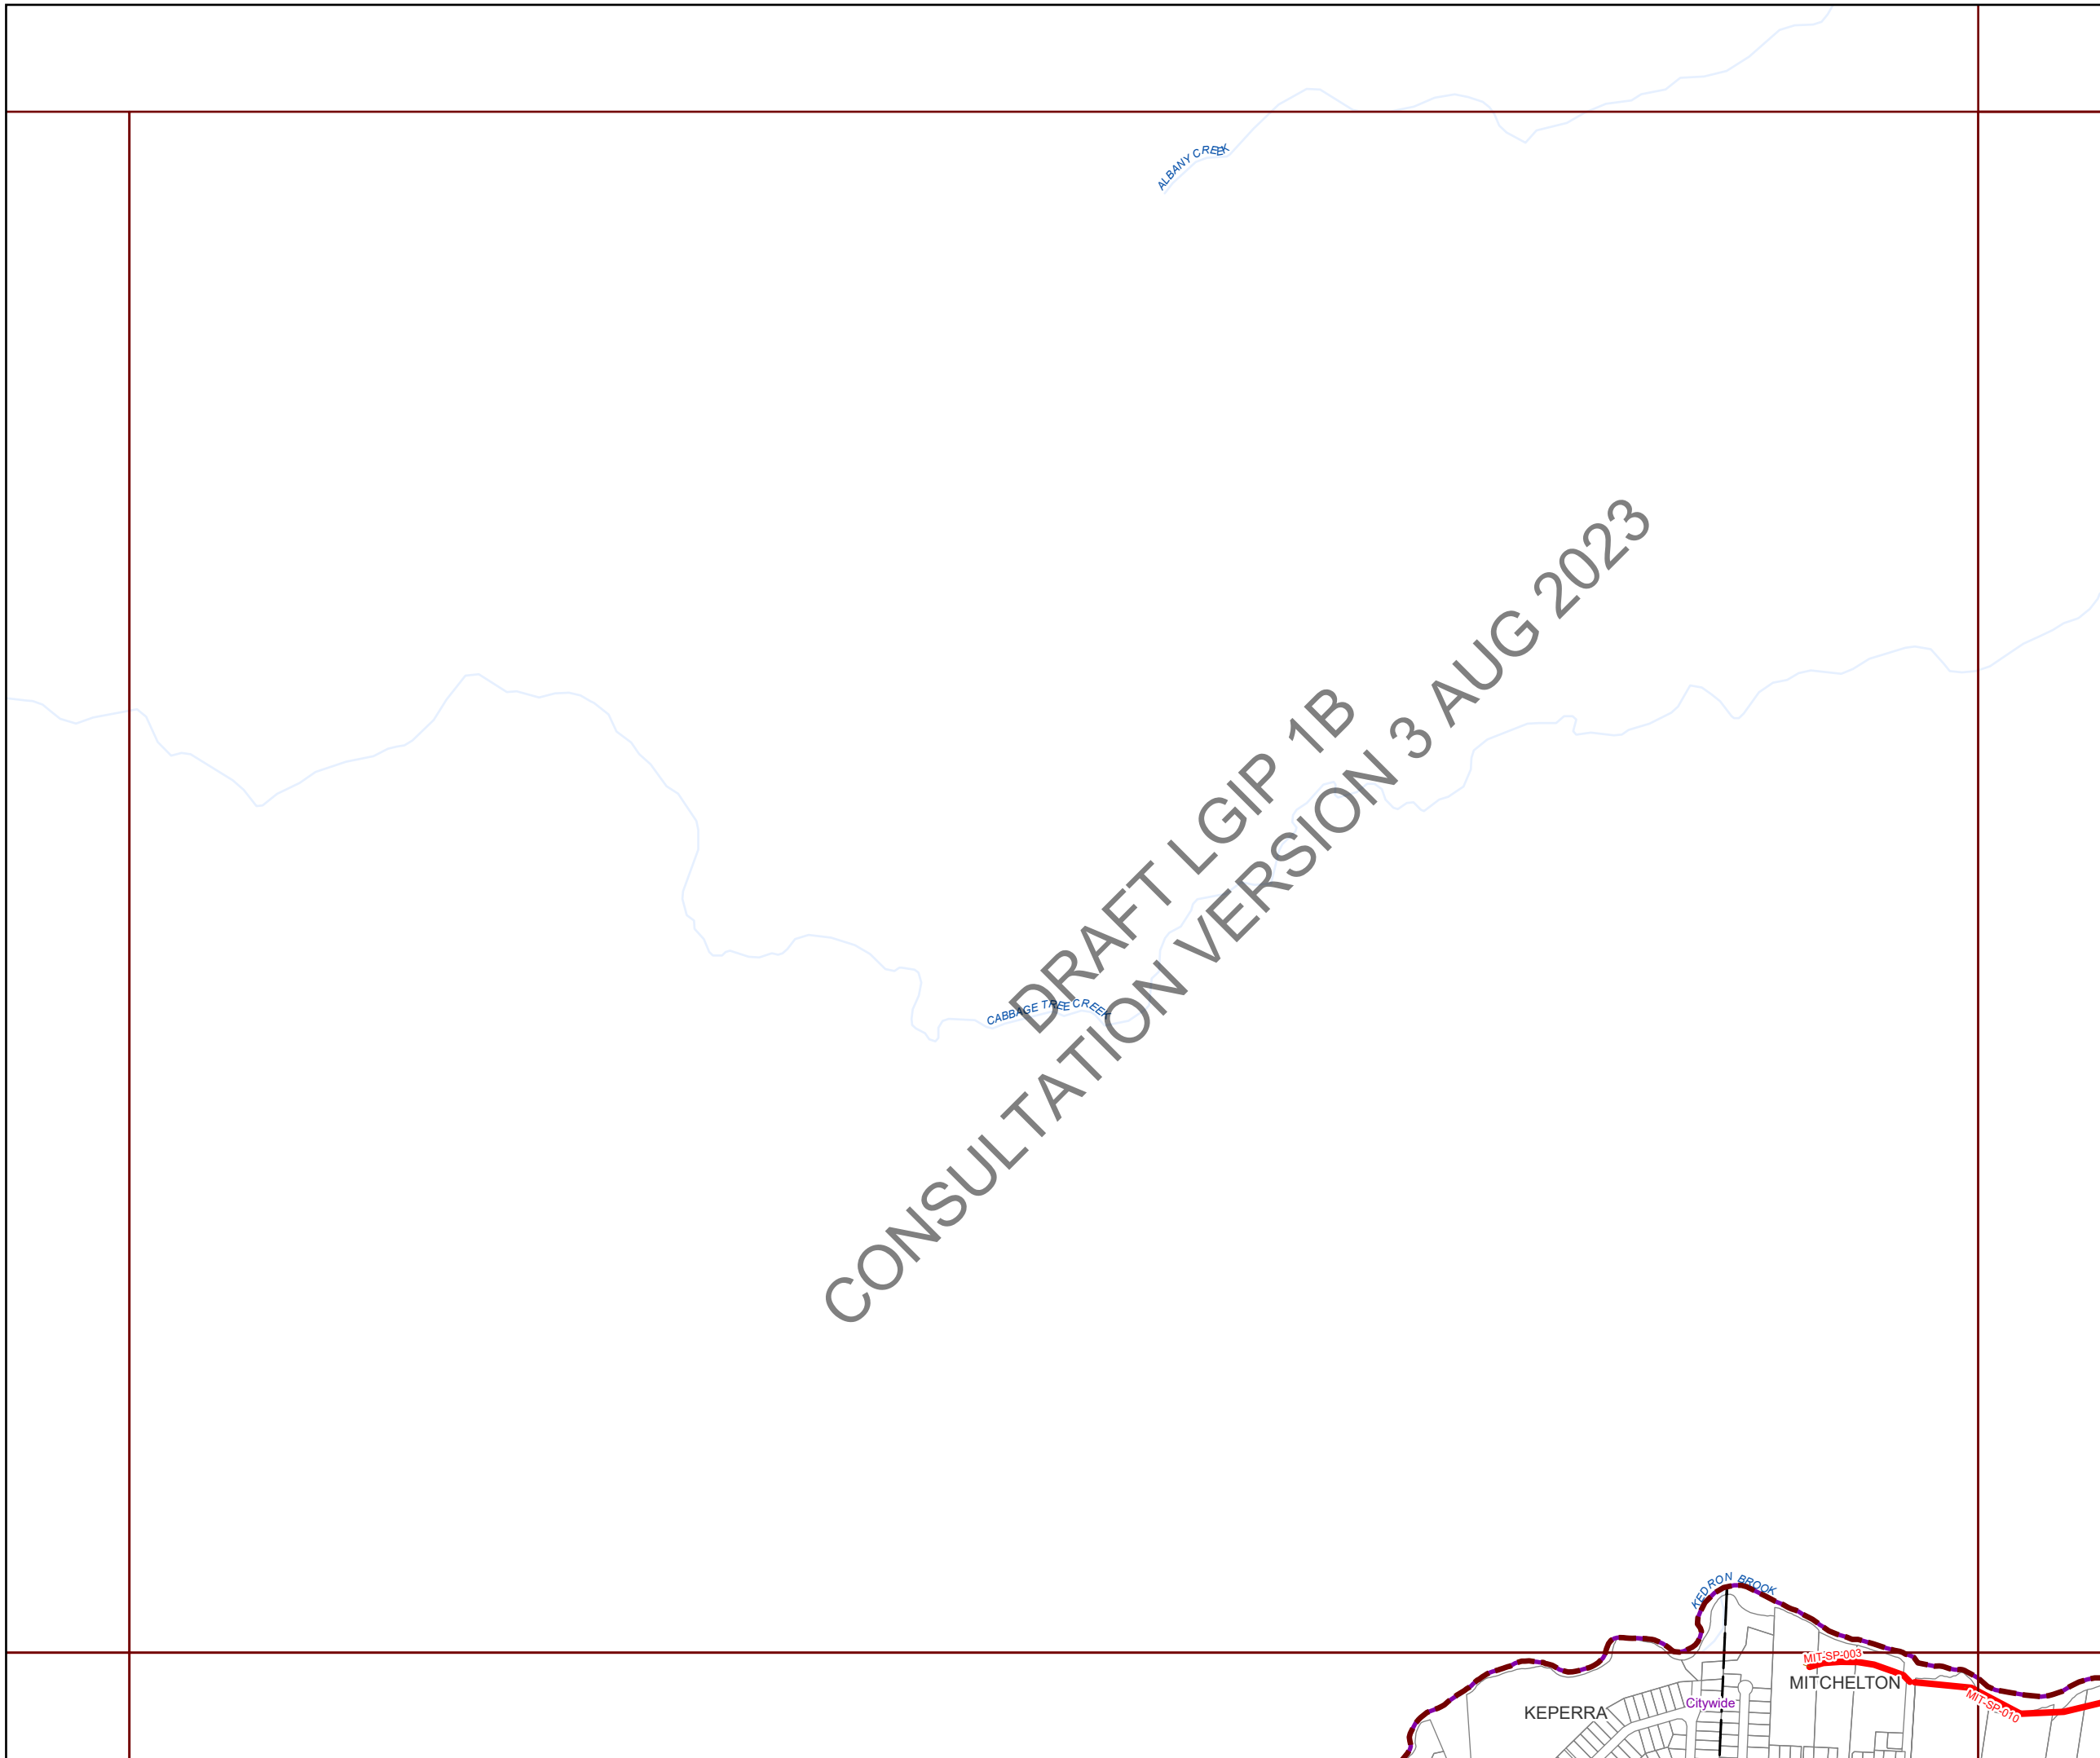 ALBANY CREEK
DRAFT LGIP 1B
CONSULTATION VERSION 3 AUG 2023
CABBAGE TREE CREEK
KEDRON BROOK
MIT-SP-003
MITCHELTON
MIT-SP-010
Citywide
KEPERRA